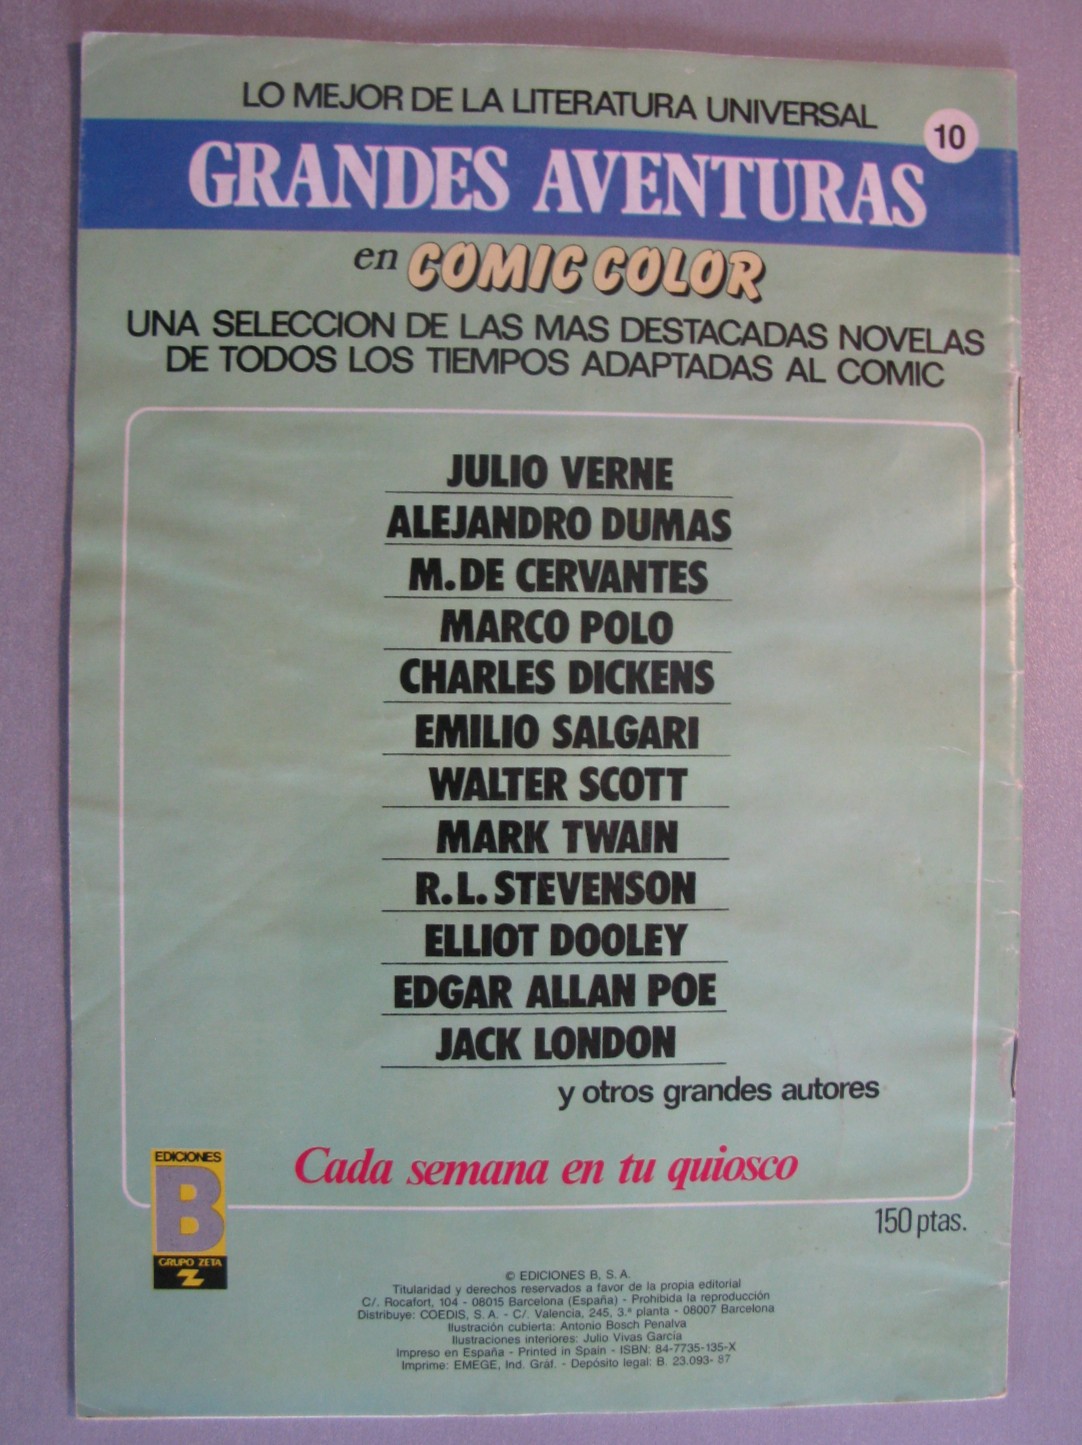 LO MEJOR DE LA LITERATURA UNIVERSAL
10
GRANDES AVENTURAS
en COMIC COLOR
UNA SELECCION DE LAS MAS DESTACADAS NOVELAS
DE TODOS LOS TIEMPOS ADAPTADAS AL COMIC
JULIO VERNE
ALEJANDRO DUMAS
M. DE CERVANTES
MARCO POLO
CHARLES DICKENS
EMILIO SALGARI
WALTER SCOTT
MARK TWAIN
R.L. STEVENSON
ELLIOT DOOLEY
EDGAR ALLAN POE
JACK LONDON
y otros grandes autores
Cada semana en tu quiosco
EDICIONES
B
GRUPO ZETA
Z
150 ptas.
© EDICIONES B, S. A.
Titularidad y derechos reservados a favor de la propia editorial
C/. Rocafort, 104 - 08015 Barcelona (España) - Prohibida la reproducción
Distribuye: COEDIS, S. A. - C/. Valencia, 245, 3.ª planta - 08007 Barcelona
Ilustración cubierta: Antonio Bosch Penalva
Ilustraciones interiores: Julio Vivas García
Impreso en España - Printed in Spain - ISBN: 84-7735-135-X
Imprime: EMEGE, Ind. Gráf. - Depósito legal: B. 23.093- 87